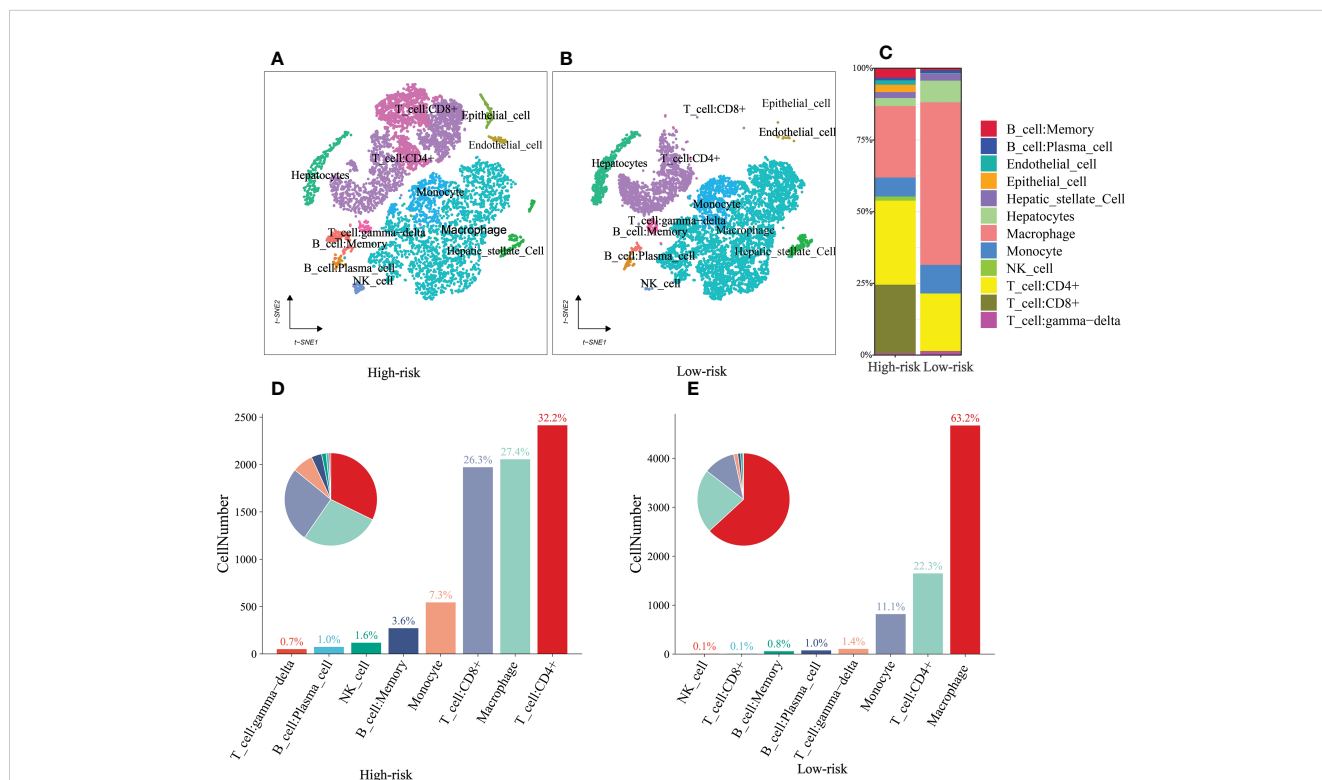 A
T_cell:CD8+
Epithelial_cell
Endothelial_cell
T_cell:CD4+
Hepatocytes
Monocyte
T_cell:gamma-delta
Macrophage
B_cell:Memory
Hepatic_stellate_Cell
B_cell:Plasma_cell
NK_cell
t-SNE2
t-SNE1
High-risk
B
T_cell:CD8+
Epithelial_cell
Endothelial_cell
T_cell:CD4+
Hepatocytes
Monocyte
T_cell:gamma-delta
B_cell:Memory
Macrophage
Hepatic_stellate_Cell
B_cell:Plasma_cell
NK_cell
t-SNE2
t-SNE1
Low-risk
C
100%
75%
50%
25%
0%
High-risk Low-risk
B_cell:Memory
B_cell:Plasma_cell
Endothelial_cell
Epithelial_cell
Hepatic_stellate_Cell
Hepatocytes
Macrophage
Monocyte
NK_cell
T_cell:CD4+
T_cell:CD8+
T_cell:gamma-delta
D
CellNumber
2500
2000
1500
1000
500
0
0.7%
1.0%
1.6%
3.6%
7.3%
26.3%
27.4%
32.2%
T_cell:gamma-delta
B_cell:Plasma_cell
NK_cell
B_cell:Memory
Monocyte
T_cell:CD8+
Macrophage
T_cell:CD4+
High-risk
E
CellNumber
4000
3000
2000
1000
0
0.1%
0.1%
0.8%
1.0%
1.4%
11.1%
22.3%
63.2%
NK_cell
T_cell:CD8+
B_cell:Memory
B_cell:Plasma_cell
T_cell:gamma-delta
Monocyte
T_cell:CD4+
Macrophage
Low-risk